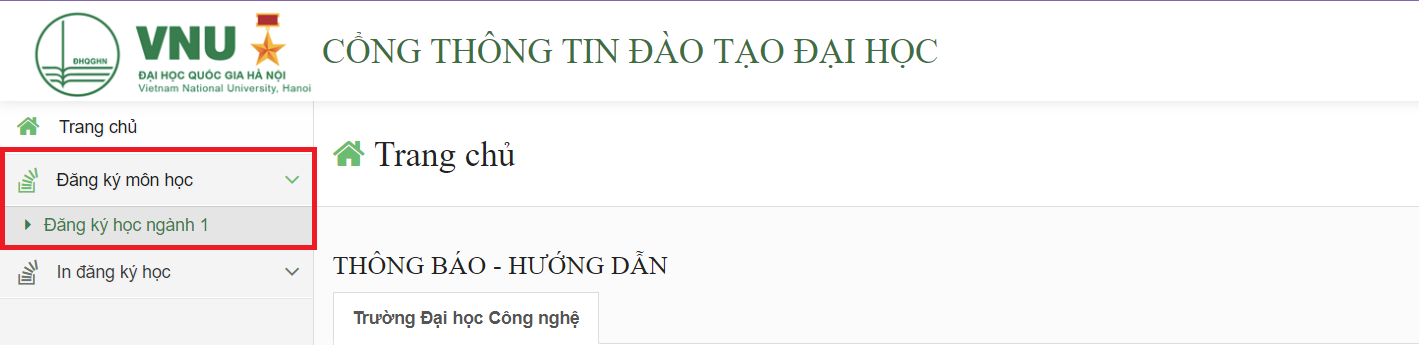 ĐHQGHN
VNU
ĐẠI HỌC QUỐC GIA HÀ NỘI
Vietnam National University, Hanoi
CỔNG THÔNG TIN ĐÀO TẠO ĐẠI HỌC
Trang chủ
Đăng ký môn học
Đăng ký học ngành 1
In đăng ký học
Trang chủ
THÔNG BÁO - HƯỚNG DẪN
Trường Đại học Công nghệ